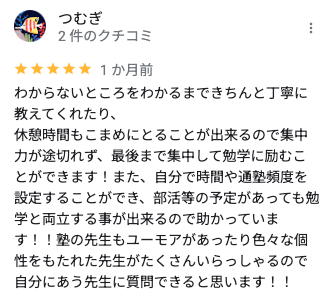 つむぎ
2 件のクチコミ
1 か月前
わからないところをわかるまできちんと丁寧に
教えてくれたり、
休憩時間もこまめにとることが出来るので集中
力が途切れず、最後まで集中して勉学に励むこ
とができます！また、自分で時間や通塾頻度を
設定することができ、部活等の予定があっても勉
学と両立する事が出来るので助かっていま
す！！塾の先生もユーモアがあったり色々な個
性をもたれた先生がたくさんいらっしゃるので
自分にあう先生に質問できると思います！！